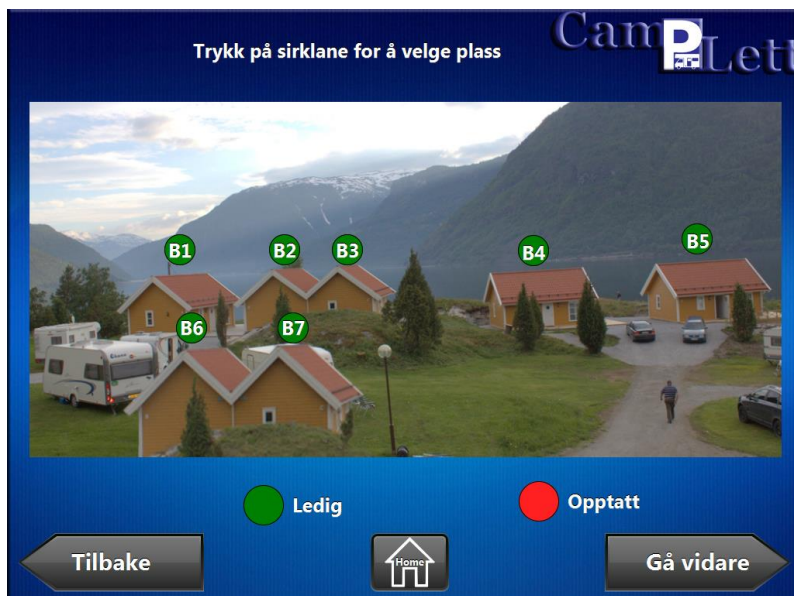 Trykk på sirklane for å velge plass
CampLett
B1
B2
B3
B4
B5
B6
B7
Ledig
Opptatt
Tilbake
Home
Gå vidare